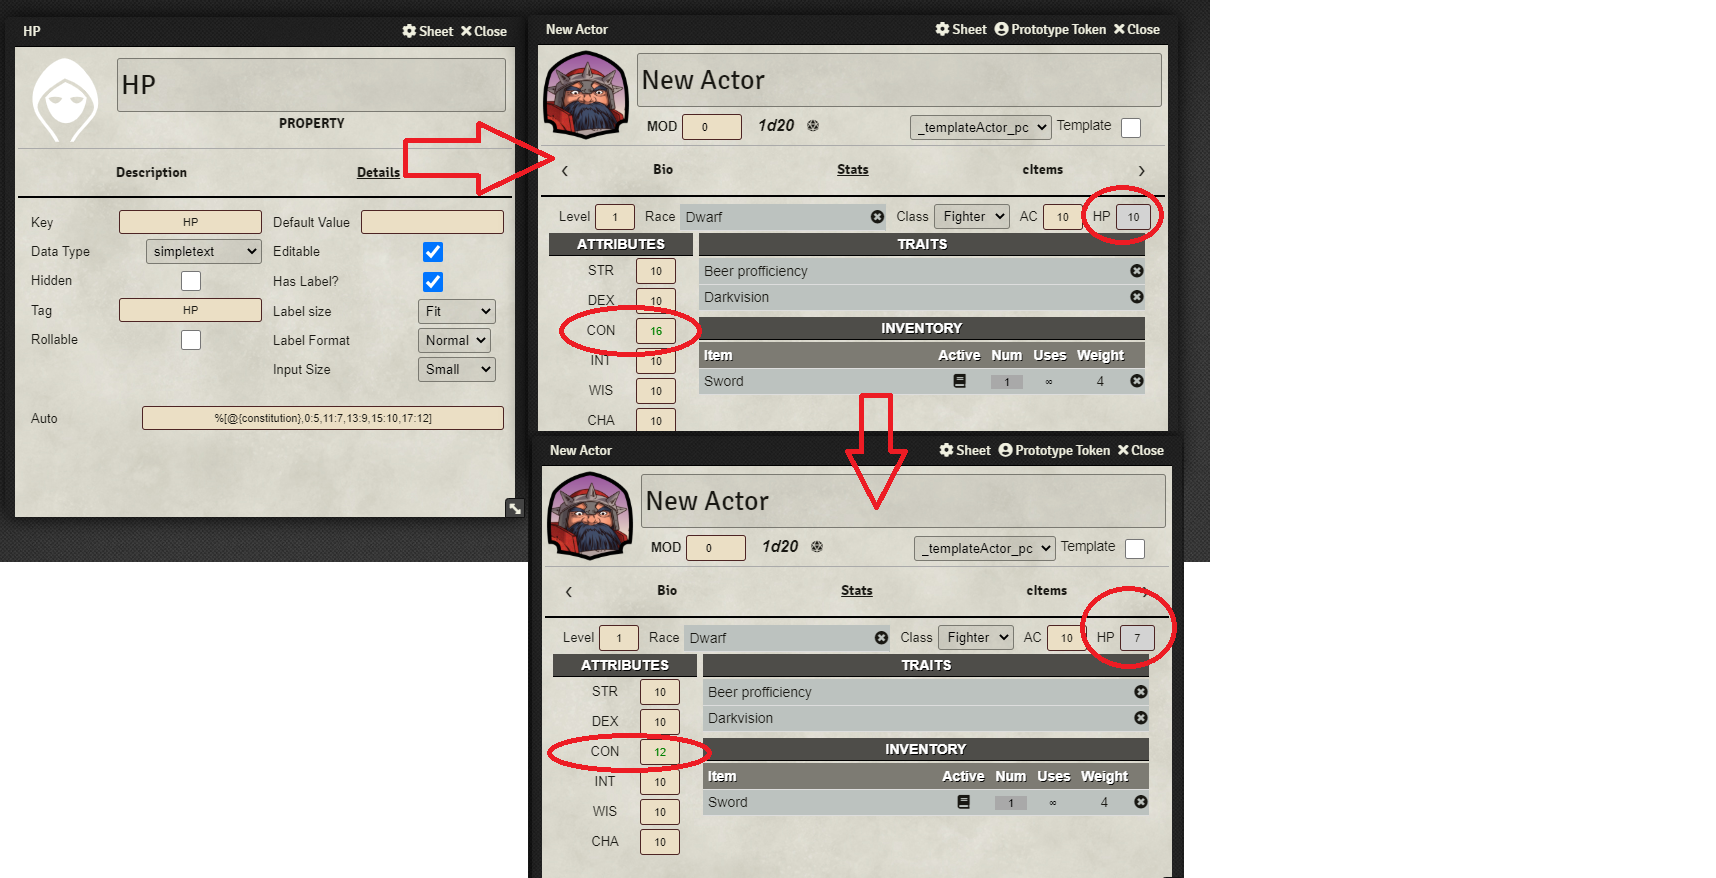 HP
Sheet Close
HP
PROPERTY
Description Details
Key HP Default Value
Data Type simpletext Editable
Hidden Has Label?
Tag HP Label size Fit
Rollable Label Format Normal
Input Size Small
Auto %[@{constitution},0:5,11:7,13:9,15:10,17:12]
New Actor Sheet Prototype Token Close
New Actor
MOD 0 1d20 _templateActor_pc Template
Bio Stats cItems
Level 1 Race Dwarf Class Fighter AC 10 HP 10
ATTRIBUTES TRAITS
STR 10 Beer profficiency
DEX 10 Darkvision
CON 16 INVENTORY
INT 10 Item Active Num Uses Weight
WIS 10 Sword 1 ∞ 4
CHA 10
New Actor Sheet Prototype Token Close
New Actor
MOD 0 1d20 _templateActor_pc Template
Bio Stats cItems
Level 1 Race Dwarf Class Fighter AC 10 HP 7
ATTRIBUTES TRAITS
STR 10 Beer profficiency
DEX 10 Darkvision
CON 12 INVENTORY
INT 10 Item Active Num Uses Weight
WIS 10 Sword 1 ∞ 4
CHA 10